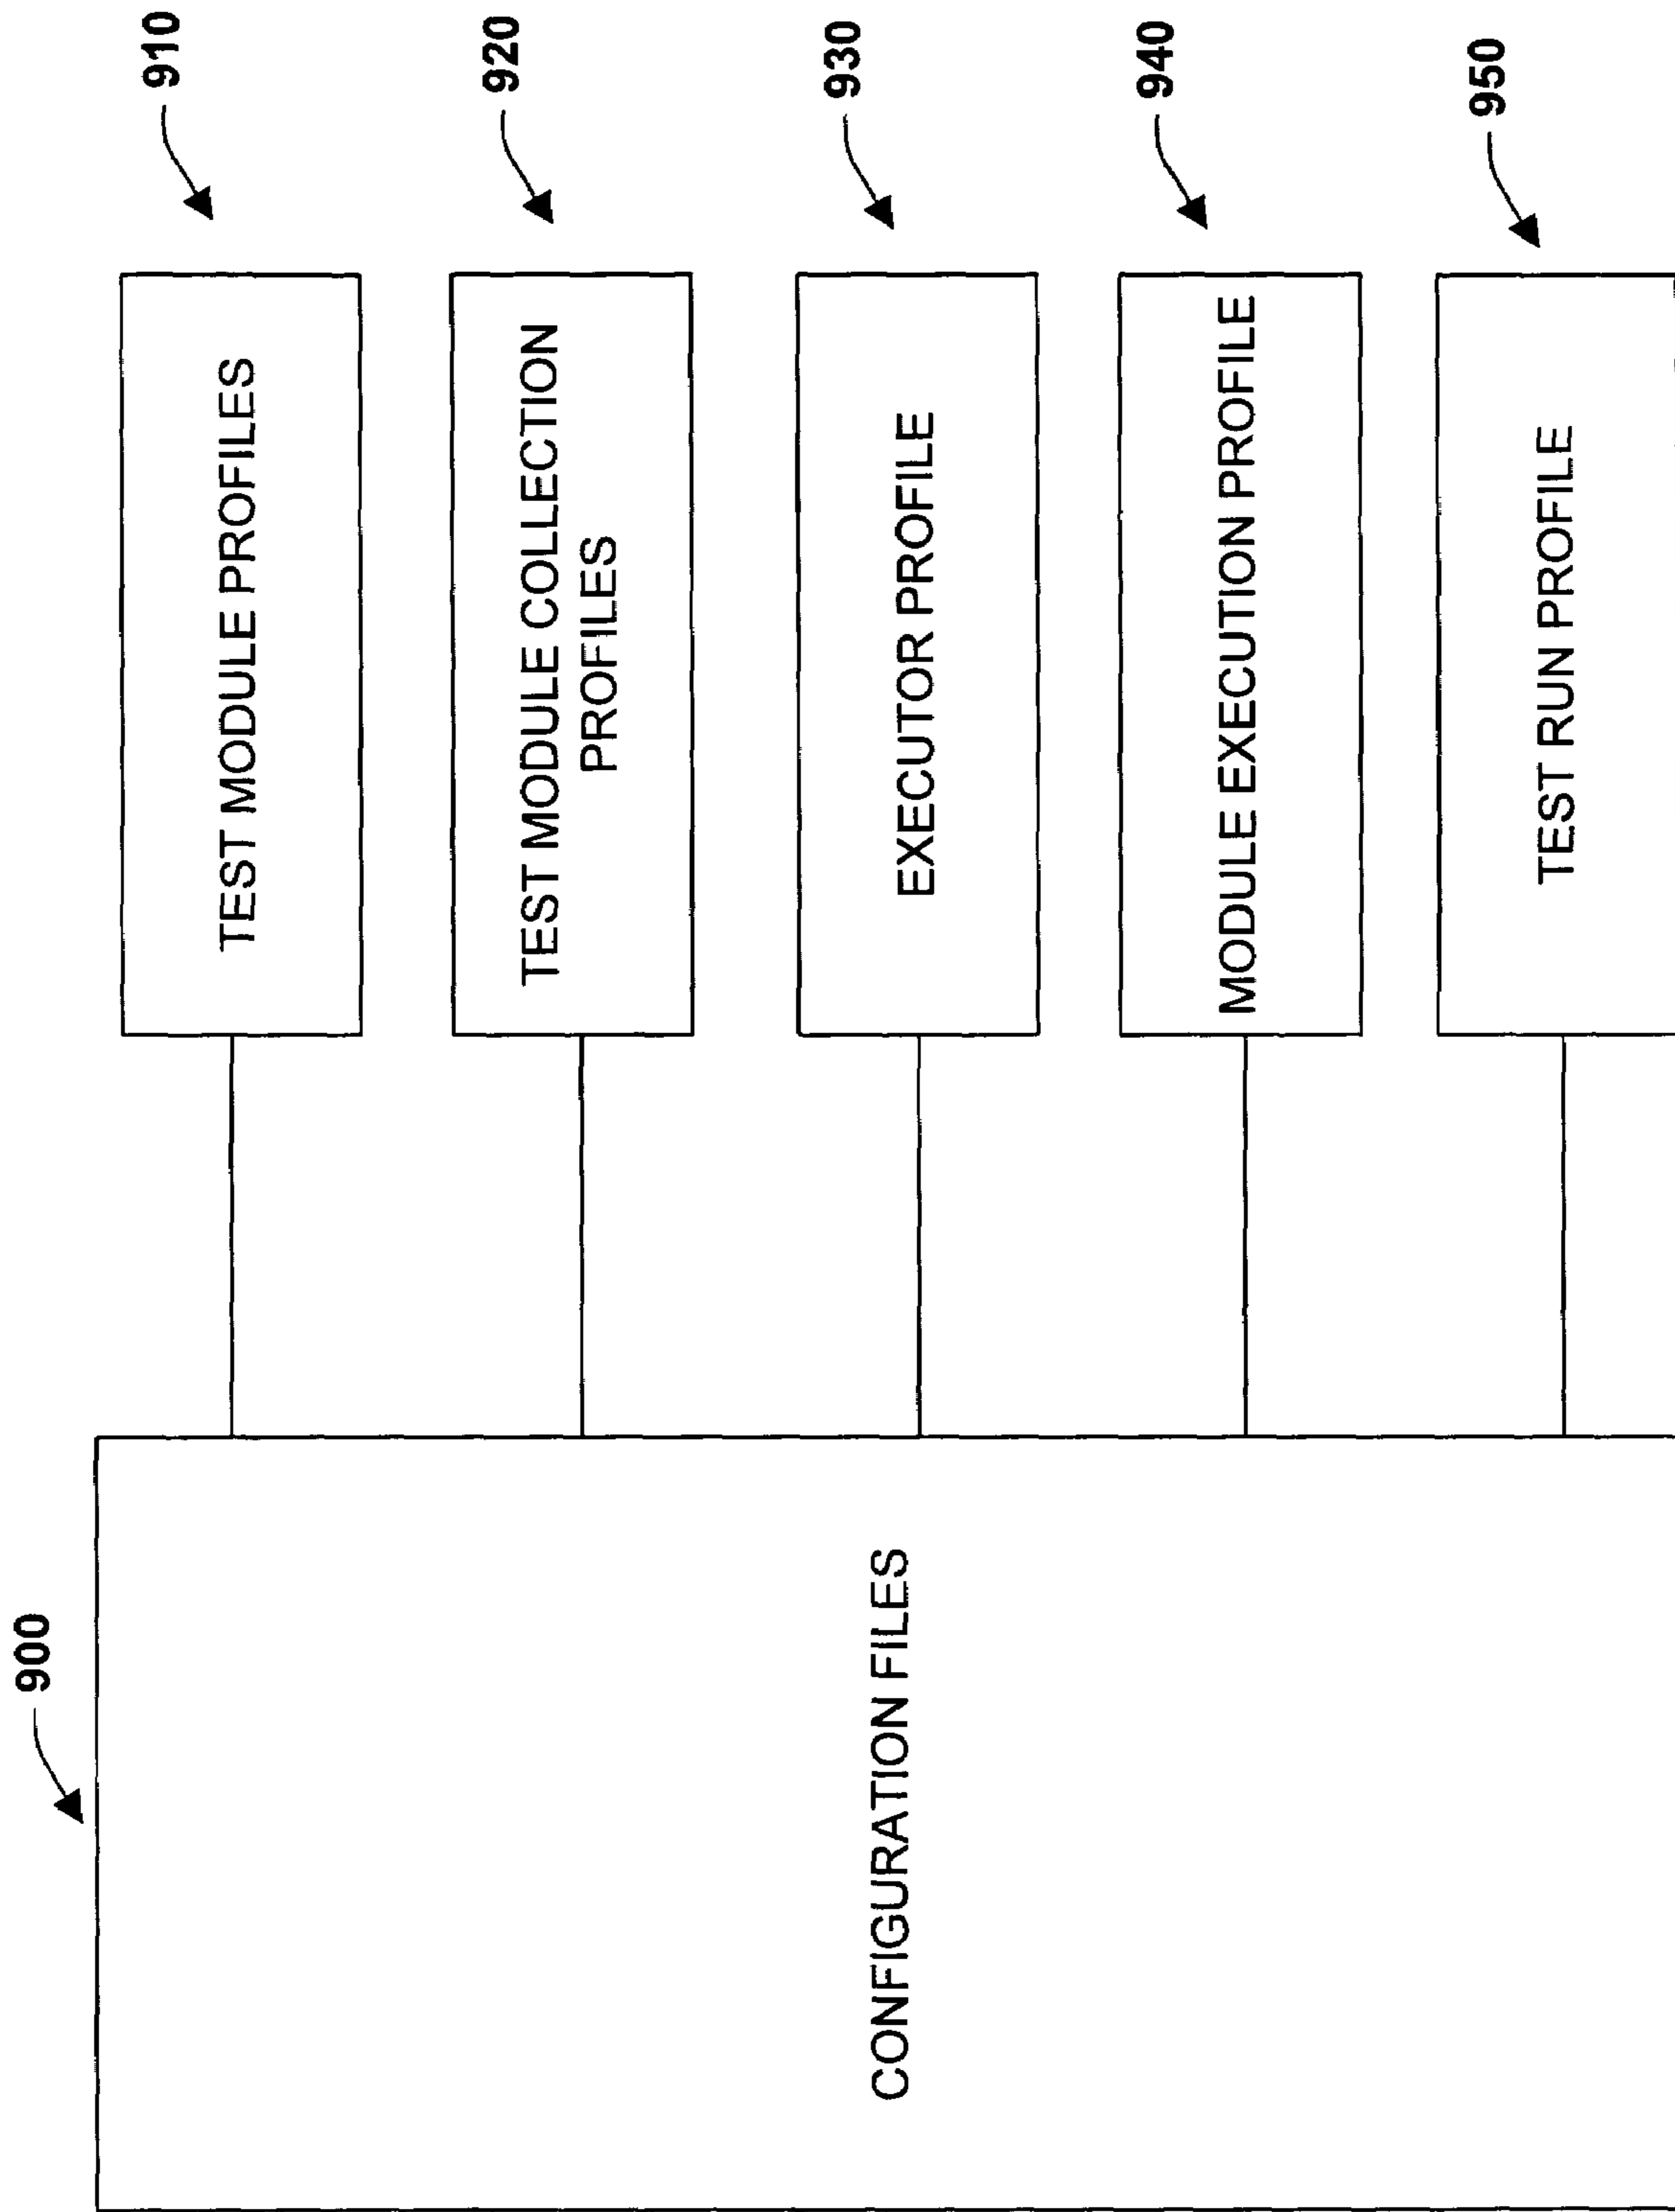 900
CONFIGURATION FILES
910
TEST MODULE PROFILES
920
TEST MODULE COLLECTION
PROFILES
930
EXECUTOR PROFILE
940
MODULE EXECUTION PROFILE
950
TEST RUN PROFILE